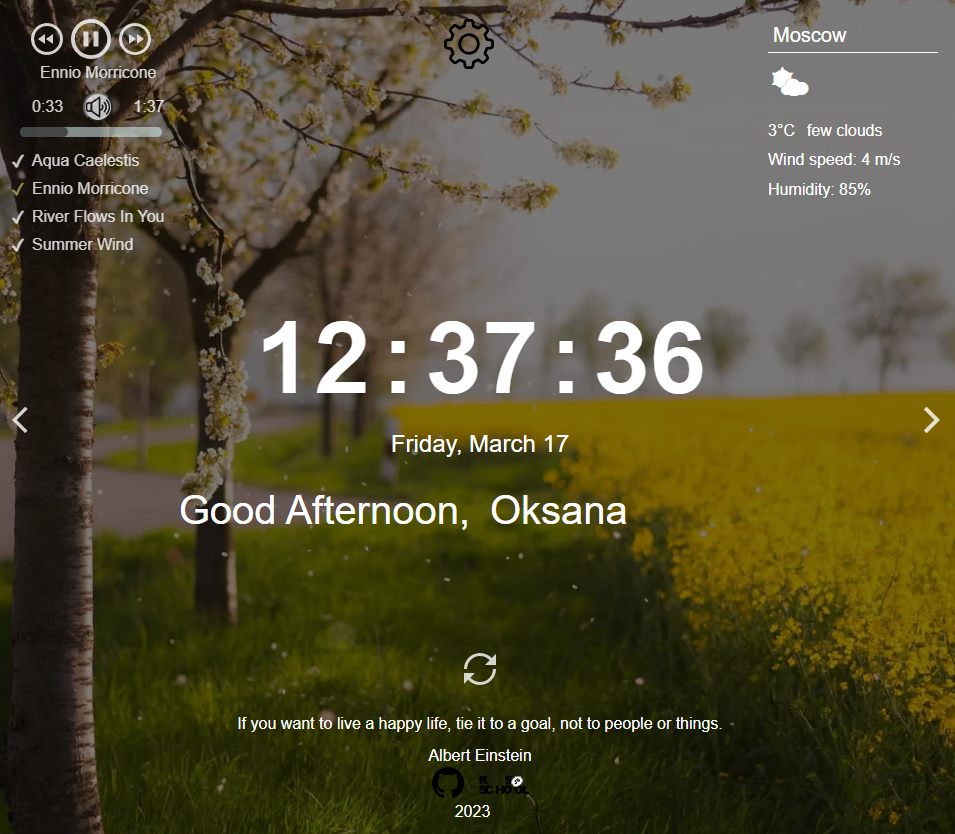 Ennio Morricone
0:33 1:37
Aqua Caelestis
Ennio Morricone
River Flows In You
Summer Wind
Moscow
3°C few clouds
Wind speed: 4 m/s
Humidity: 85%
12:37:36
Friday, March 17
Good Afternoon, Oksana
If you want to live a happy life, tie it to a goal, not to people or things.
Albert Einstein
SCHOOL
2023